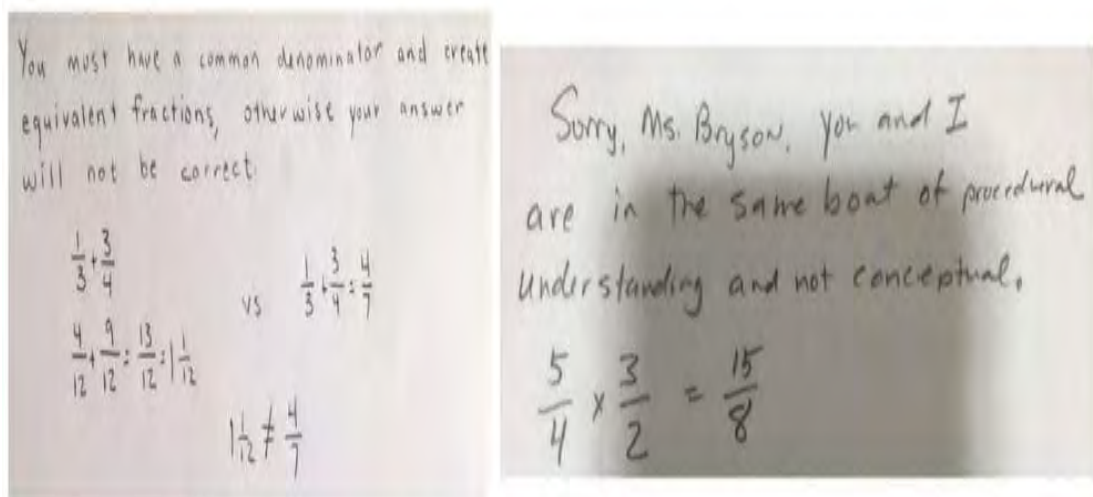 You must have a common denominator and create
equivalent fractions, otherwise your answer
will not be correct.
1/3 + 3/4
vs
1/3 + 3/4 = 4/7
4/12 + 9/12 = 13/12 = 1 1/12
1 1/12 ≠ 4/7
Sorry, Ms. Bryson, you and I
are in the same boat of procedural
understanding and not conceptual.
5/4 × 3/2 = 15/8